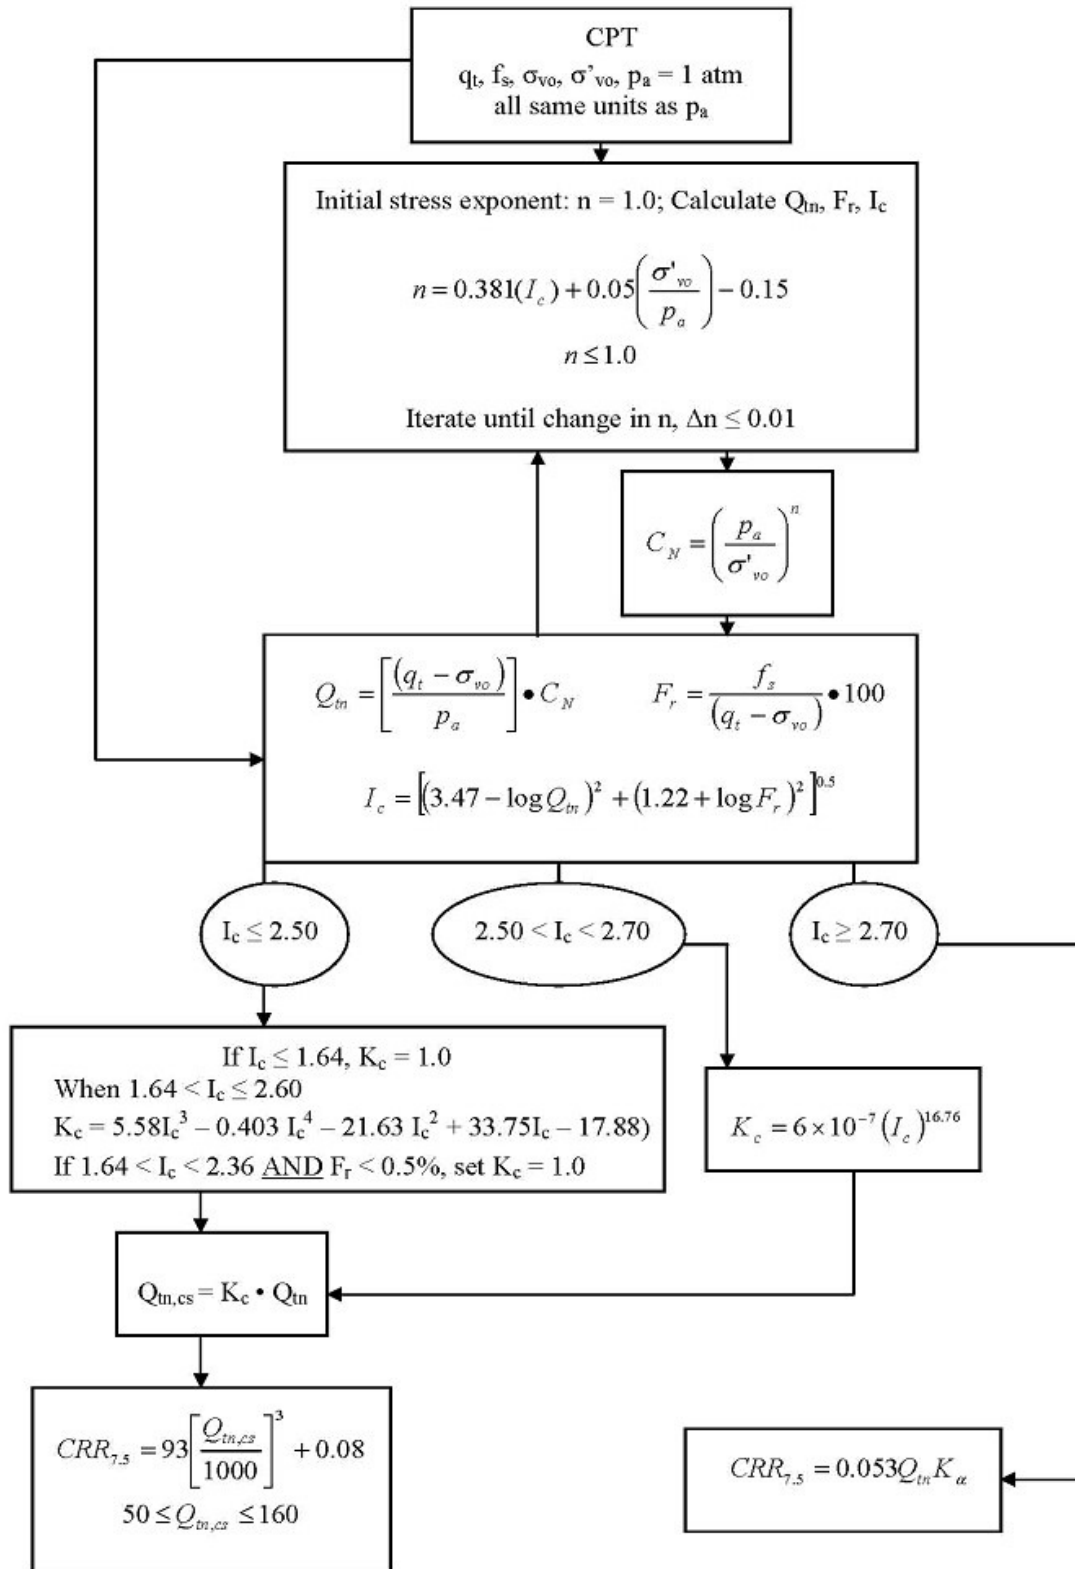 CPT
qt, fs, σvo, σ'vo, pa = 1 atm
all same units as pa
Initial stress exponent: n = 1.0; Calculate Qtn, Fr, Ic
n = 0.381(Ic) + 0.05(σ'vo / pa) − 0.15
n ≤ 1.0
Iterate until change in n, Δn ≤ 0.01
CN = (pa / σ'vo)^n
Qtn = [(qt − σvo) / pa] • CN
Fr = fs / (qt − σvo) • 100
Ic = [(3.47 − log Qtn)^2 + (1.22 + log Fr)^2]^0.5
Ic ≤ 2.50
2.50 < Ic < 2.70
Ic ≥ 2.70
If Ic ≤ 1.64, Kc = 1.0
When 1.64 < Ic ≤ 2.60
Kc = 5.58Ic^3 – 0.403 Ic^4 – 21.63 Ic^2 + 33.75Ic – 17.88)
If 1.64 < Ic < 2.36 AND Fr < 0.5%, set Kc = 1.0
Kc = 6 × 10^-7 (Ic)^16.76
Qtn,cs = Kc • Qtn
CRR7.5 = 93[Qtn,cs / 1000]^3 + 0.08
50 ≤ Qtn,cs ≤ 160
CRR7.5 = 0.053QtnKα